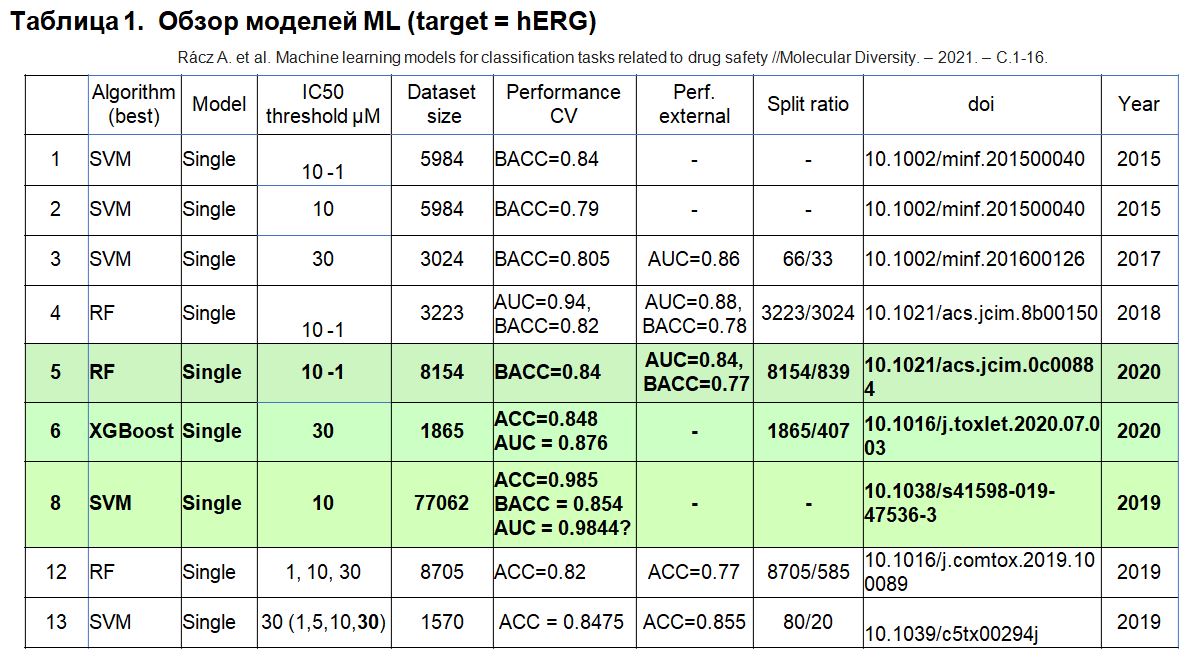 Таблица 1. Обзор моделей ML (target = hERG)
Rácz A. et al. Machine learning models for classification tasks related to drug safety //Molecular Diversity. – 2021. – С.1-16.
Algorithm (best) Model IC50 threshold µM Dataset size Performance CV Perf. external Split ratio doi Year
1 SVM Single 10 -1 5984 BACC=0.84 - - 10.1002/minf.201500040 2015
2 SVM Single 10 5984 BACC=0.79 - - 10.1002/minf.201500040 2015
3 SVM Single 30 3024 BACC=0.805 AUC=0.86 66/33 10.1002/minf.201600126 2017
4 RF Single 10 -1 3223 AUC=0.94, BACC=0.82 AUC=0.88, BACC=0.78 3223/3024 10.1021/acs.jcim.8b00150 2018
5 RF Single 10 -1 8154 BACC=0.84 AUC=0.84, BACC=0.77 8154/839 10.1021/acs.jcim.0c00884 2020
6 XGBoost Single 30 1865 ACC=0.848 AUC = 0.876 - 1865/407 10.1016/j.toxlet.2020.07.003 2020
8 SVM Single 10 77062 ACC=0.985 BACC = 0.854 AUC = 0.9844? - - 10.1038/s41598-019-47536-3 2019
12 RF Single 1, 10, 30 8705 ACC=0.82 ACC=0.77 8705/585 10.1016/j.comtox.2019.100089 2019
13 SVM Single 30 (1,5,10,30) 1570 ACC = 0.8475 ACC=0.855 80/20 10.1039/c5tx00294j 2019